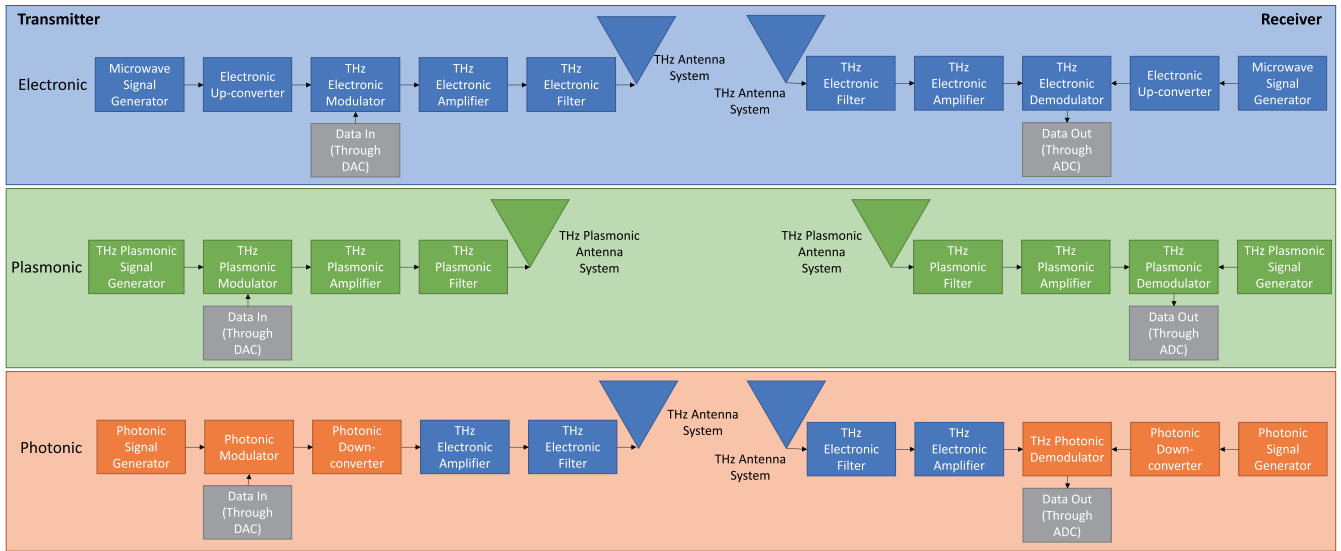 Transmitter
Receiver
Electronic
Microwave
Signal
Generator
Electronic
Up-converter
THz
Electronic
Modulator
THz
Electronic
Amplifier
THz
Electronic
Filter
THz Antenna
System
THz Antenna
System
THz
Electronic
Filter
THz
Electronic
Amplifier
THz
Electronic
Demodulator
Electronic
Up-converter
Microwave
Signal
Generator
Data In
(Through
DAC)
Data Out
(Through
ADC)
Plasmonic
THz Plasmonic
Signal
Generator
THz
Plasmonic
Modulator
THz
Plasmonic
Amplifier
THz
Plasmonic
Filter
THz Plasmonic
Antenna
System
THz Plasmonic
Antenna
System
THz
Plasmonic
Filter
THz
Plasmonic
Amplifier
THz
Plasmonic
Demodulator
THz Plasmonic
Signal
Generator
Data In
(Through
DAC)
Data Out
(Through
ADC)
Photonic
Photonic
Signal
Generator
Photonic
Modulator
Photonic
Down-
converter
THz
Electronic
Amplifier
THz
Electronic
Filter
THz Antenna
System
THz Antenna
System
THz
Electronic
Filter
THz
Electronic
Amplifier
THz Photonic
Demodulator
Photonic
Down-
converter
Photonic
Signal
Generator
Data In
(Through
DAC)
Data Out
(Through
ADC)